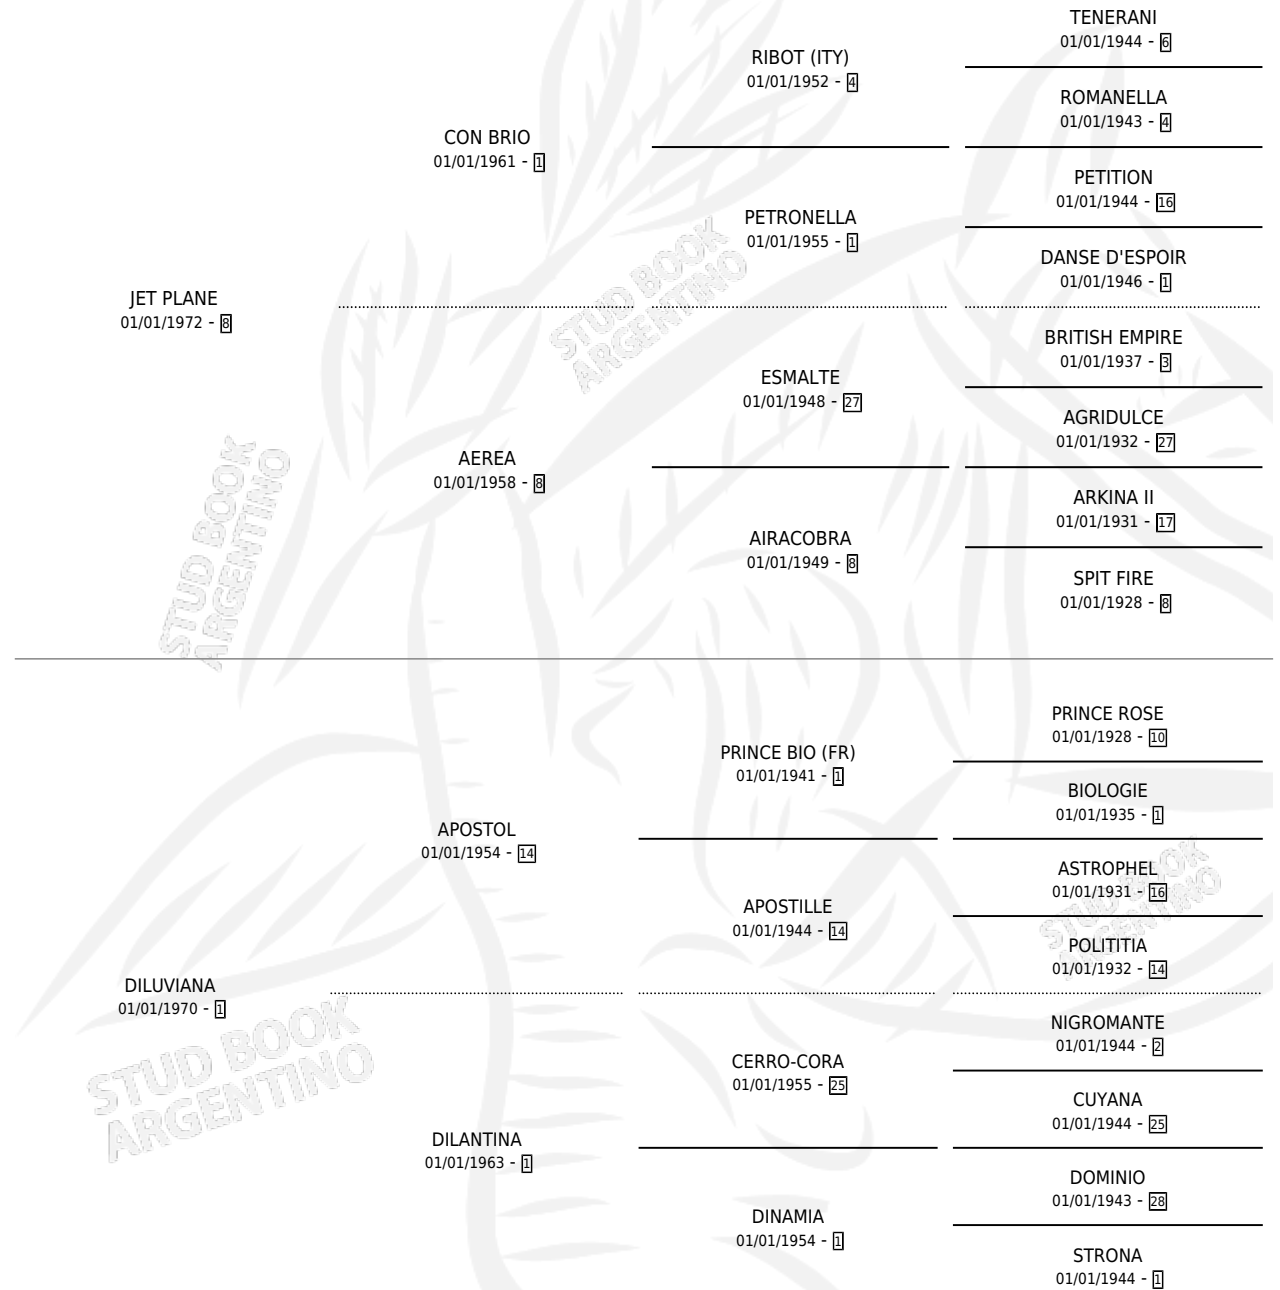 TENERANI
01/01/1944 - 6
RIBOT (ITY)
01/01/1952 - 4
ROMANELLA
01/01/1943 - 4
CON BRIO
01/01/1961 - 1
PETITION
01/01/1944 - 16
PETRONELLA
01/01/1955 - 1
DANSE D'ESPOIR
01/01/1946 - 1
JET PLANE
01/01/1972 - 8
BRITISH EMPIRE
01/01/1937 - 3
ESMALTE
01/01/1948 - 27
AGRIDULCE
01/01/1932 - 27
AEREA
01/01/1958 - 8
ARKINA II
01/01/1931 - 17
AIRACOBRA
01/01/1949 - 8
SPIT FIRE
01/01/1928 - 8
PRINCE ROSE
01/01/1928 - 10
PRINCE BIO (FR)
01/01/1941 - 1
BIOLOGIE
01/01/1935 - 1
APOSTOL
01/01/1954 - 14
ASTROPHEL
01/01/1931 - 16
APOSTILLE
01/01/1944 - 14
POLITITIA
01/01/1932 - 14
DILUVIANA
01/01/1970 - 1
NIGROMANTE
01/01/1944 - 2
CERRO-CORA
01/01/1955 - 25
CUYANA
01/01/1944 - 25
DILANTINA
01/01/1963 - 1
DOMINIO
01/01/1943 - 28
DINAMIA
01/01/1954 - 1
STRONA
01/01/1944 - 1
STUD BOOK
ARGENTINO
STUD BOOK
ARGENTINO
STUD BOOK
ARGENTINO
STUD BOOK
ARGENTINO